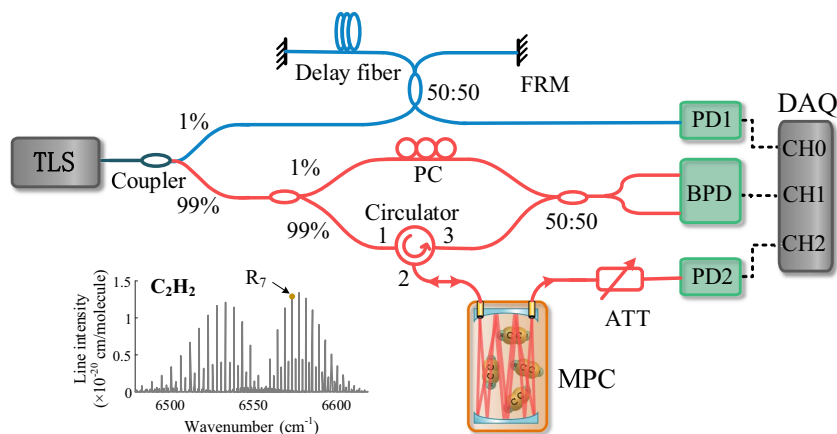 Delay fiber
50:50
FRM
DAQ
1%
PD1
CH0
TLS
Coupler
1%
PC
BPD
CH1
99%
99%
Circulator
1
3
2
50:50
CH2
PD2
ATT
MPC
C₂H₂
R₇
1.5
1
0.5
0
Line intensity
(×10⁻²⁰ cm/molecule)
6500
6550
6600
Wavenumber (cm⁻¹)
C C
C C
C C
C C